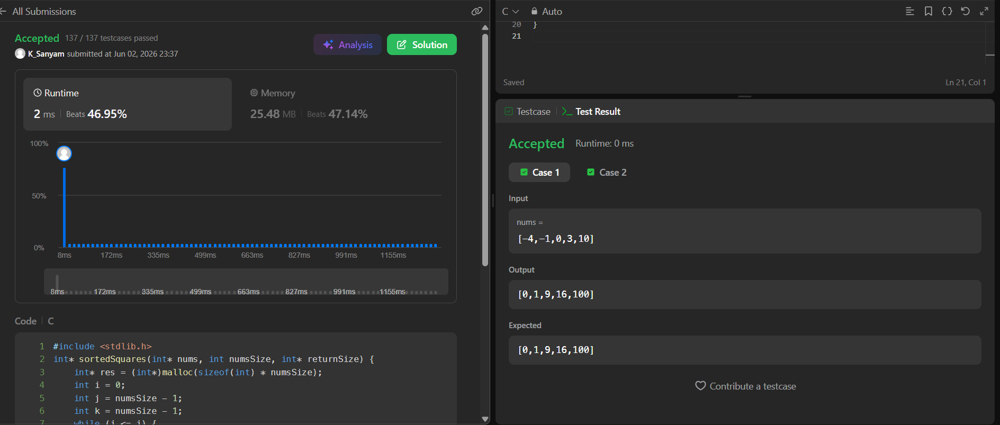 All Submissions
Accepted 137 / 137 testcases passed
K_Sanyam submitted at Jun 02, 2026 23:37
Analysis
Solution
Runtime
2 ms | Beats 46.95%
Memory
25.48 MB | Beats 47.14%
100%
50%
0%
8ms 172ms 335ms 499ms 663ms 827ms 991ms 1155ms
8ms 172ms 335ms 499ms 663ms 827ms 991ms 1155ms
Code | C
1 #include <stdlib.h>
2 int* sortedSquares(int* nums, int numsSize, int* returnSize) {
3 int* res = (int*)malloc(sizeof(int) * numsSize);
4 int i = 0;
5 int j = numsSize - 1;
6 int k = numsSize - 1;
7 while (i <= j) {
C Auto
20 }
21
Saved
Ln 21, Col 1
Testcase | Test Result
Accepted Runtime: 0 ms
Case 1 Case 2
Input
nums =
[-4,-1,0,3,10]
Output
[0,1,9,16,100]
Expected
[0,1,9,16,100]
Contribute a testcase